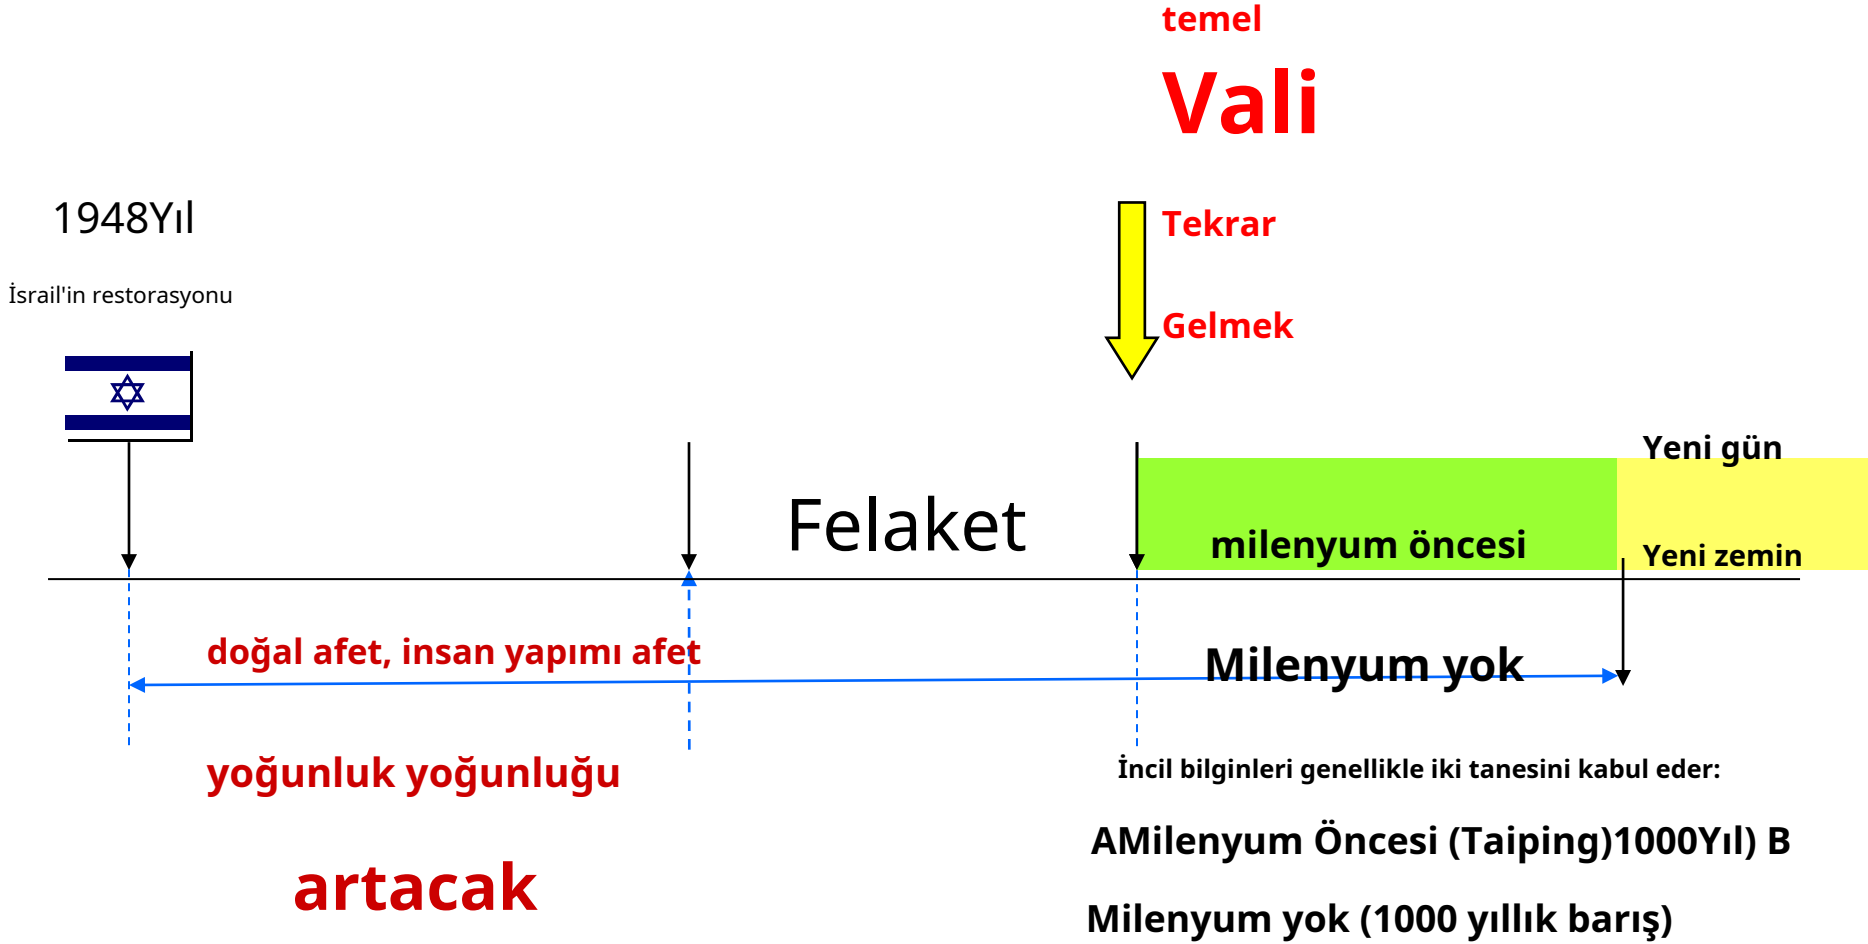 temel
Vali
1948Yıl
Tekrar
İsrail'in restorasyonu
Gelmek
Yeni gün
Felaket
milenyum öncesi
Yeni zemin
doğal afet, insan yapımı afet
Milenyum yok
yoğunluk yoğunluğu
İncil bilginleri genellikle iki tanesini kabul eder:
AMilenyum Öncesi (Taiping)1000Yıl) B
artacak
Milenyum yok (1000 yıllık barış)